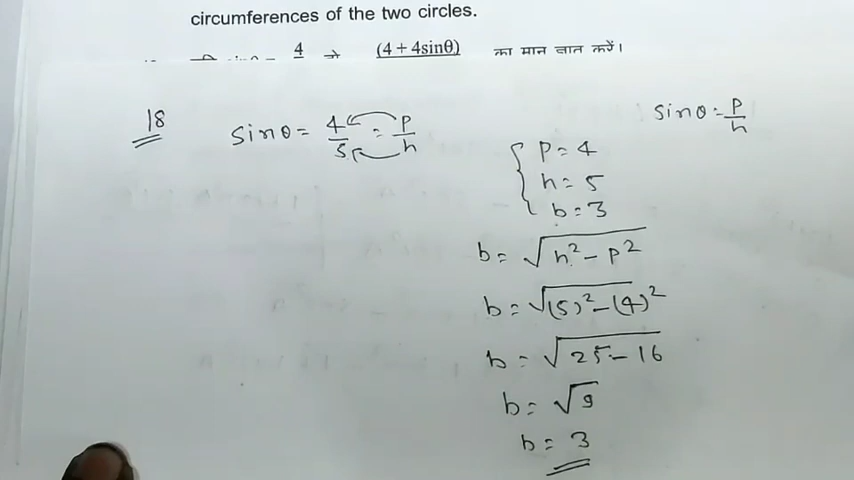 circumferences of the two circles.
4 (4 + 4sinθ) का मान ज्ञात करें।
18
sinθ = 4/5 = p/h
sinθ = p/h
p = 4
h = 5
b = 3
b = √(h² - p²)
b = √((5)² - (4)²)
b = √(25 - 16)
b = √9
b = 3